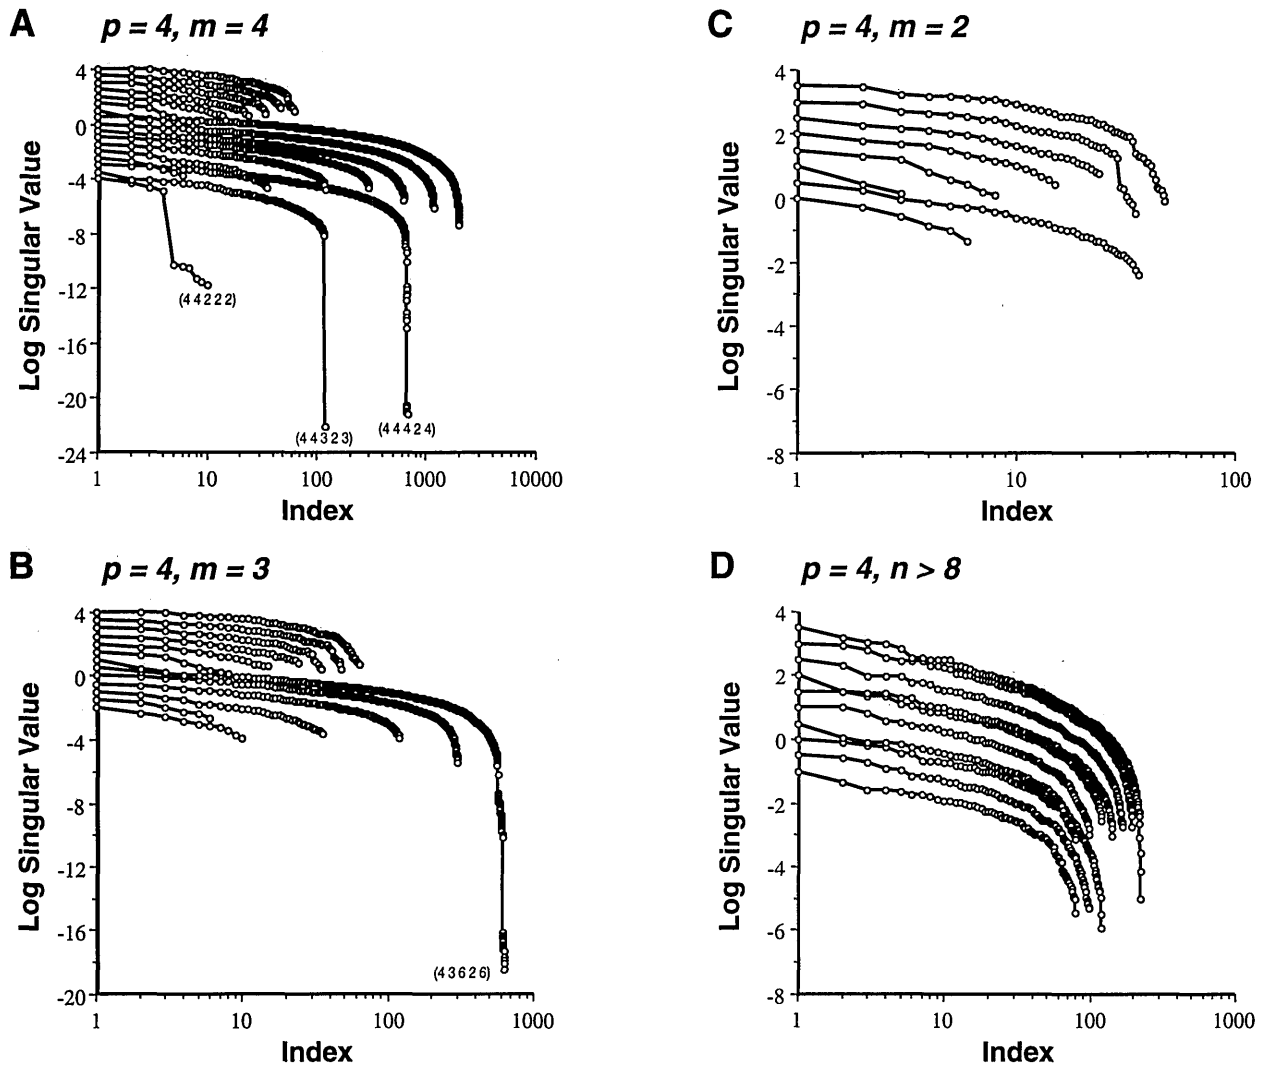 A
p = 4, m = 4
4
0
-4
-8
-12
-16
-20
-24
Log Singular Value
(4 4 2 2 2)
(4 4 3 2 3)
(4 4 4 2 4)
1
10
100
1000
10000
Index
C
p = 4, m = 2
4
2
0
-2
-4
-6
-8
Log Singular Value
1
10
100
Index
B
p = 4, m = 3
4
0
-4
-8
-12
-16
-20
Log Singular Value
(4 3 6 2 6)
1
10
100
1000
Index
D
p = 4, n > 8
4
2
0
-2
-4
-6
-8
Log Singular Value
1
10
100
1000
Index